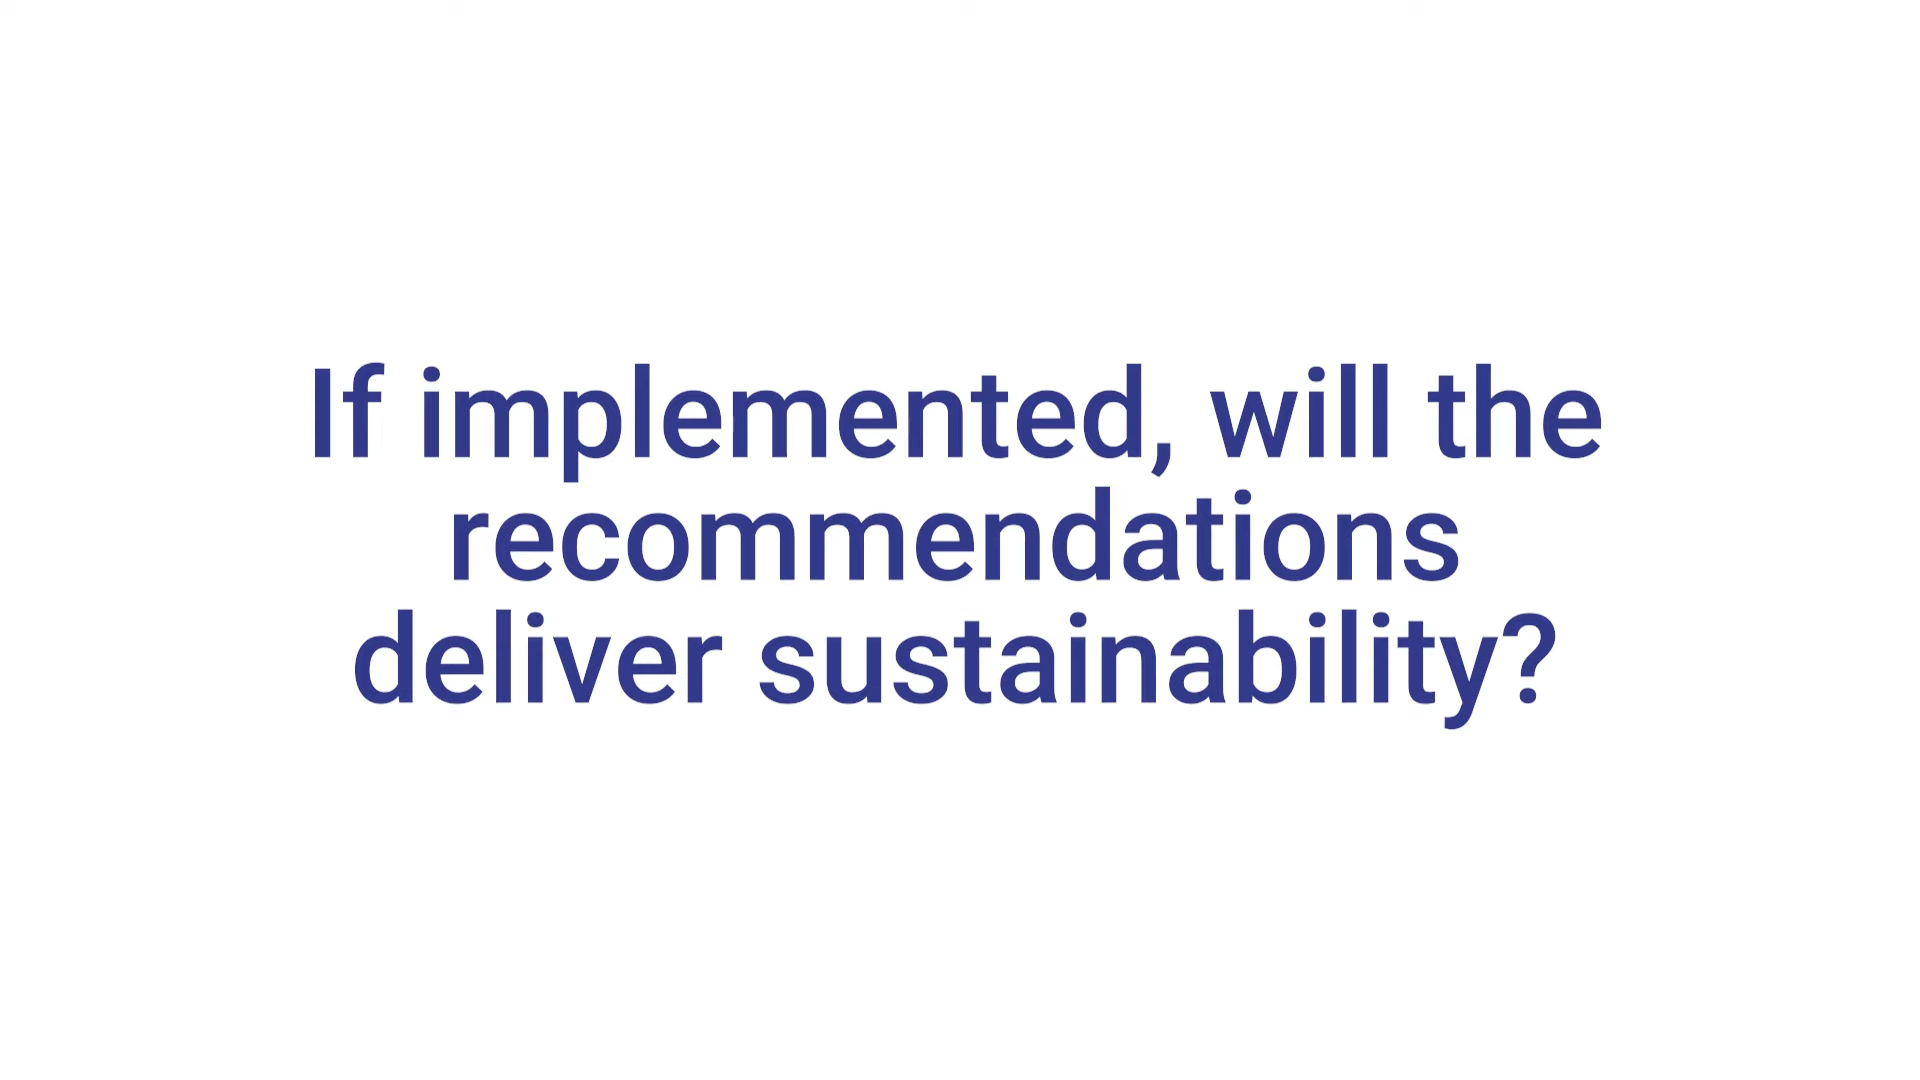 If implemented, will the
recommendations
deliver sustainability?